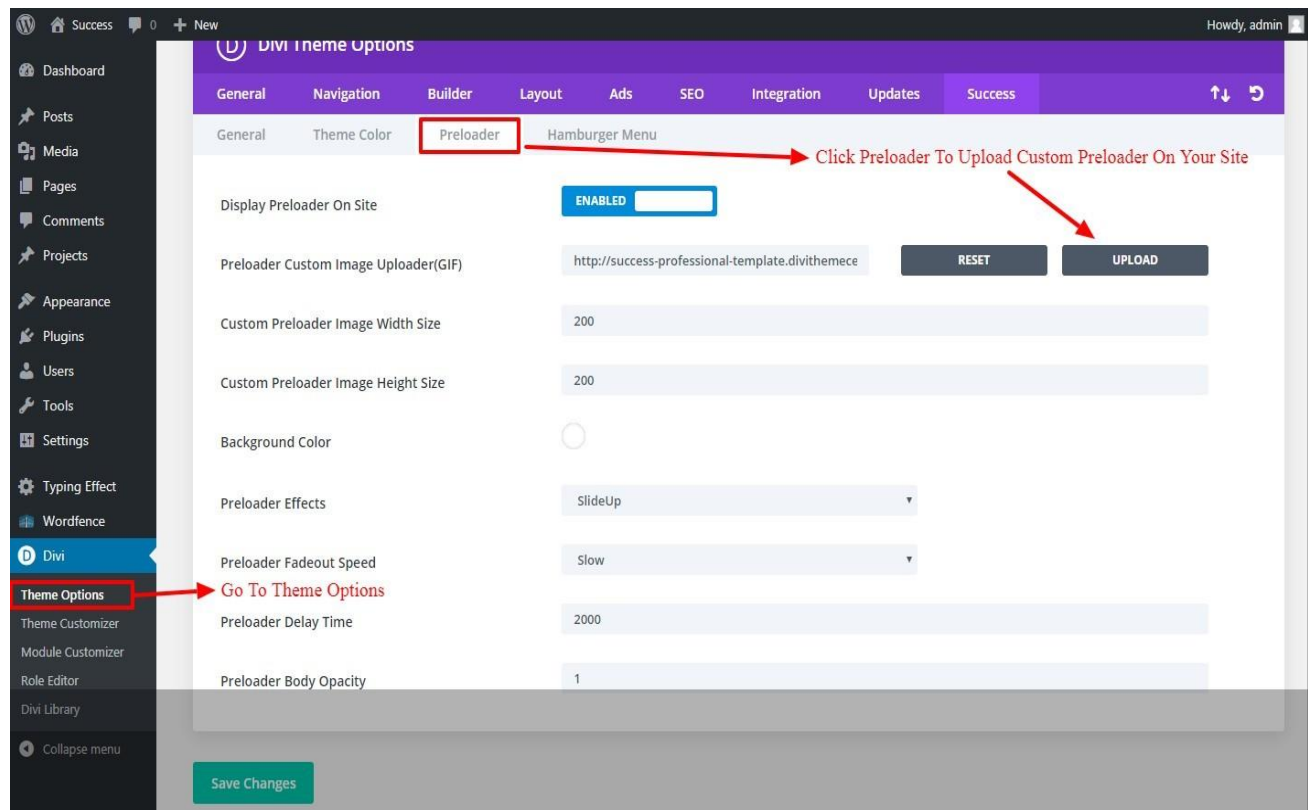 Success 0 + New Howdy, admin
Divi Theme Options
Dashboard
Posts
Media
Pages
Comments
Projects
Appearance
Plugins
Users
Tools
Settings
Typing Effect
Wordfence
D Divi
Theme Options
Theme Customizer
Module Customizer
Role Editor
Divi Library
Collapse menu
General Navigation Builder Layout Ads SEO Integration Updates Success
General Theme Color Preloader Hamburger Menu
Click Preloader To Upload Custom Preloader On Your Site
Display Preloader On Site ENABLED
Preloader Custom Image Uploader(GIF) http://success-professional-template.divithemece RESET UPLOAD
Custom Preloader Image Width Size 200
Custom Preloader Image Height Size 200
Background Color
Preloader Effects SlideUp
Preloader Fadeout Speed Slow
Go To Theme Options
Preloader Delay Time 2000
Preloader Body Opacity 1
Save Changes